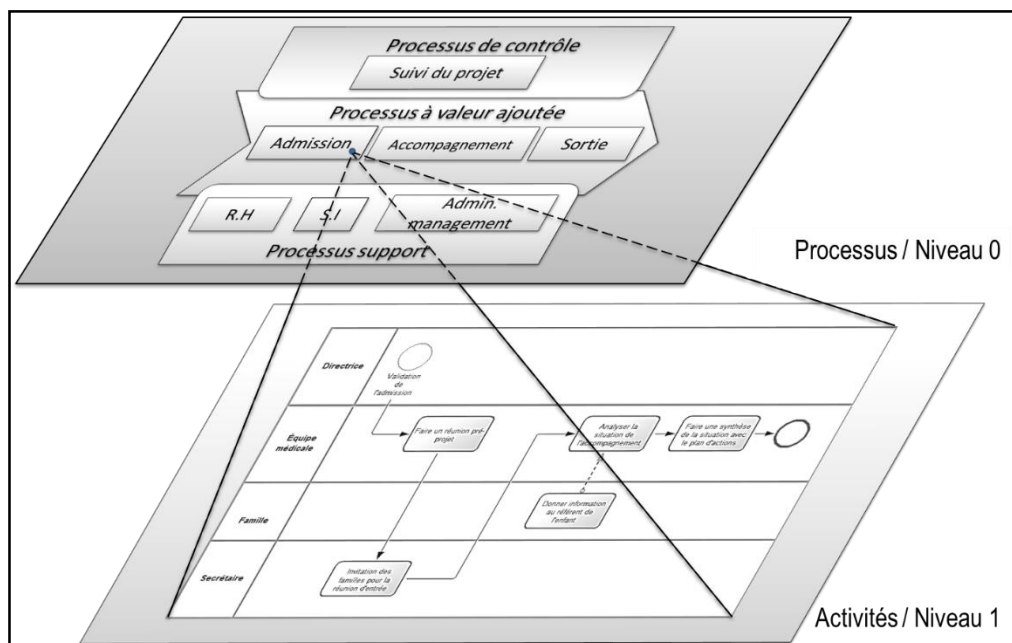 Processus de contrôle
Suivi du projet
Processus à valeur ajoutée
Admission
Accompagnement
Sortie
R.H
S.I
Admin.
management
Processus support
Processus / Niveau 0
Directrice
Validation
de
l'admission
Equipe
médicale
Faire un réunion pré-
projet
Analyser la
situation de
l'accompagnement
Faire une synthèse
de la situation avec
le plan d'actions
Famille
Donner information
au référent de
l'enfant
Secrétaire
Invitation des
familles pour la
réunion d'entrée
Activités / Niveau 1